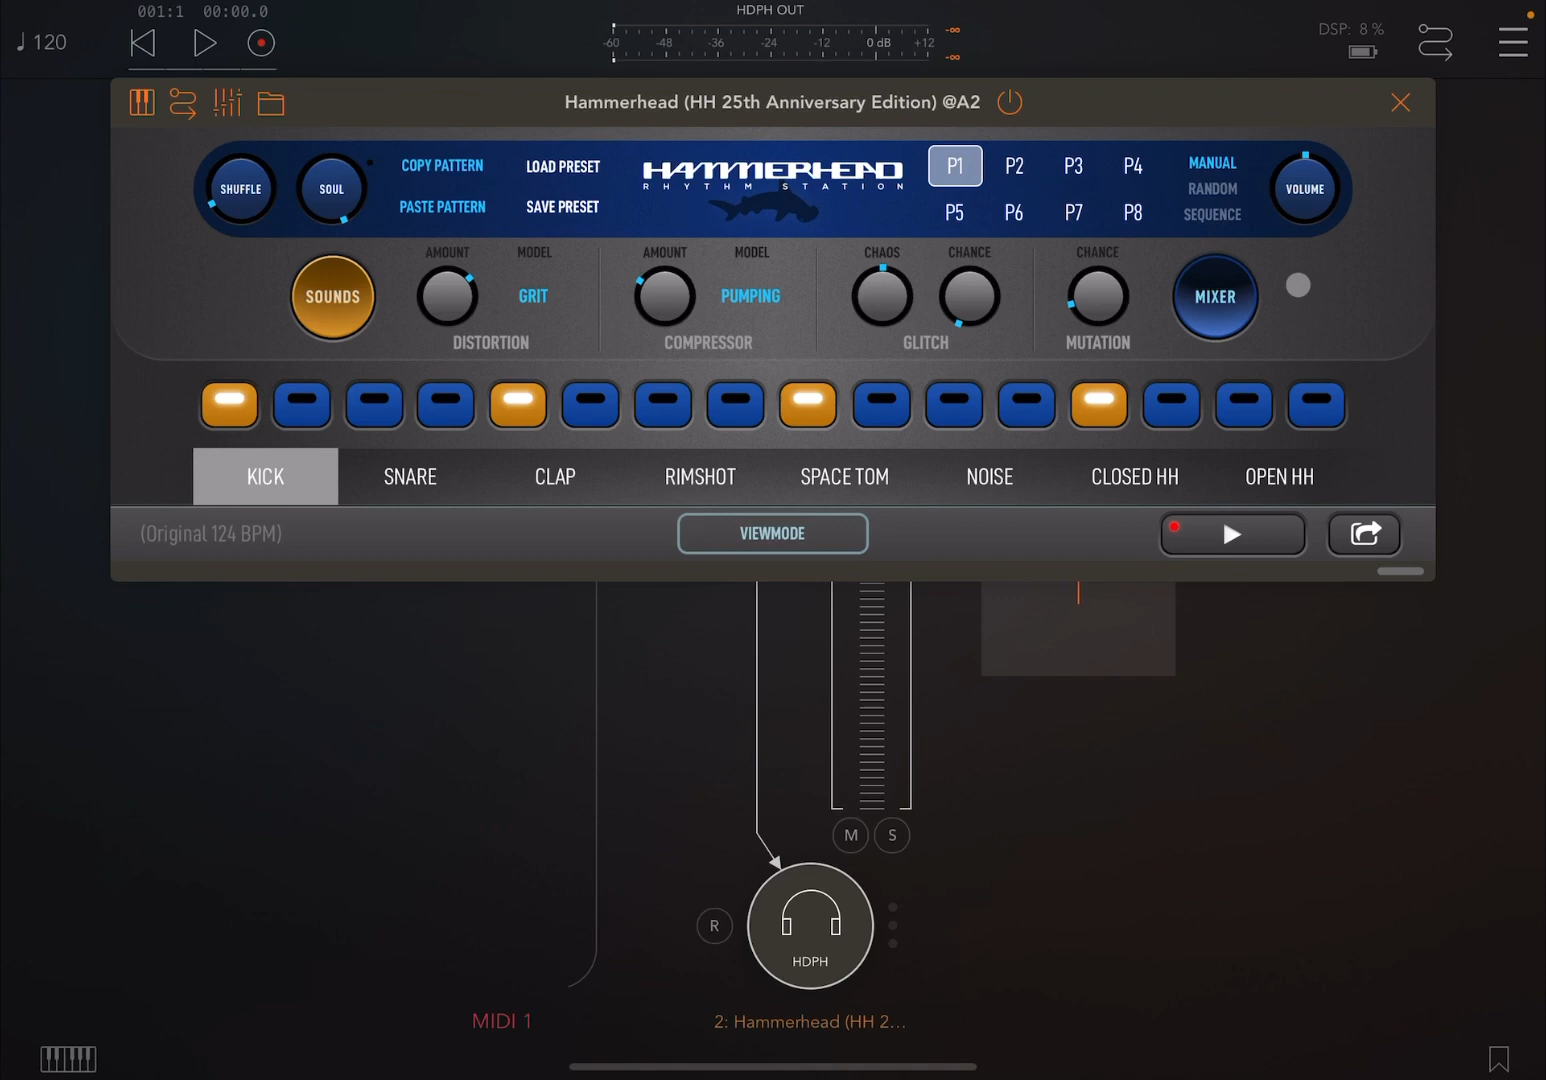 001:1 00:00.0
HDPH OUT
♩ 120
DSP: 8 %
-60 -48 -36 -24 -12 0 dB +12
-∞
-∞
Hammerhead (HH 25th Anniversary Edition) @A2
SHUFFLE
SOUL
COPY PATTERN
PASTE PATTERN
LOAD PRESET
SAVE PRESET
HAMMERHEAD
RHYTHM STATION
P1 P2 P3 P4
P5 P6 P7 P8
MANUAL
RANDOM
SEQUENCE
VOLUME
AMOUNT MODEL AMOUNT MODEL CHAOS CHANCE CHANCE
SOUNDS GRIT PUMPING MIXER
DISTORTION COMPRESSOR GLITCH MUTATION
KICK SNARE CLAP RIMSHOT SPACE TOM NOISE CLOSED HH OPEN HH
(Original 124 BPM) VIEWMODE
M S
R
HDPH
MIDI 1 2: Hammerhead (HH 2...